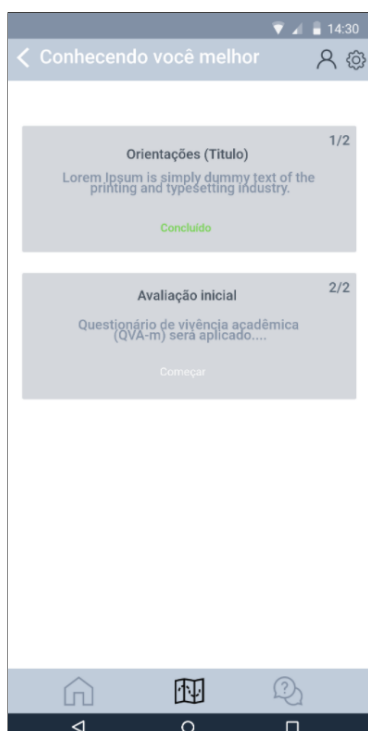 14:30
Conhecendo você melhor
1/2
Orientações (Titulo)
Lorem Ipsum is simply dummy text of the
printing and typesetting industry.
Concluído
2/2
Avaliação inicial
Questionário de vivência acadêmica
(QVA-m) será aplicado....
Começar